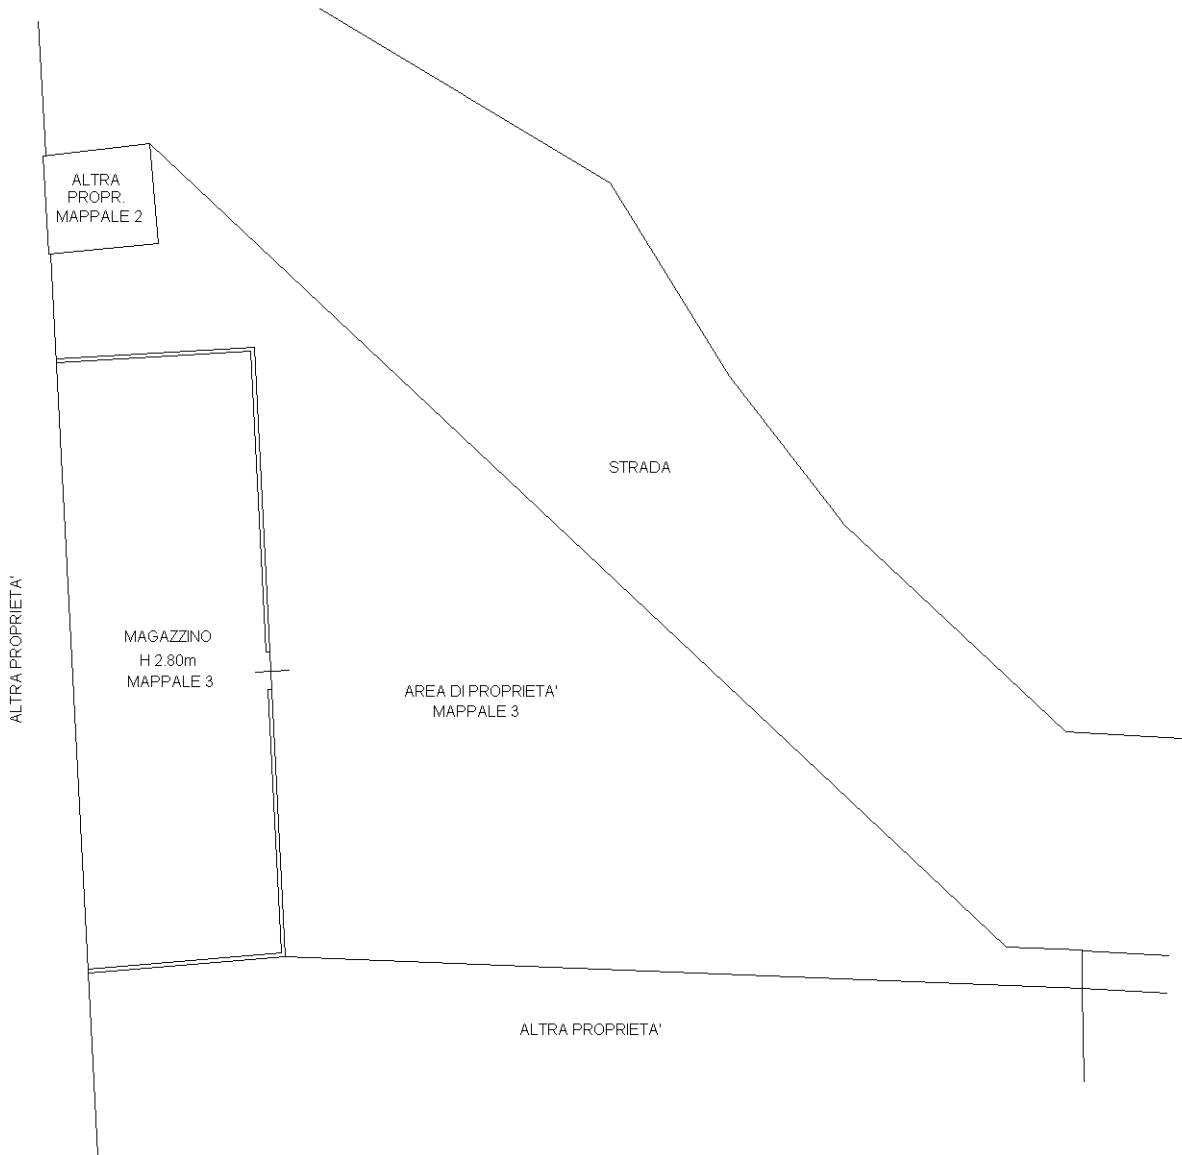 ALTRA
PROPR.
MAPPALE 2
STRADA
ALTRA PROPRIETA'
MAGAZZINO
H 2.80m
MAPPALE 3
AREA DI PROPRIETA'
MAPPALE 3
ALTRA PROPRIETA'